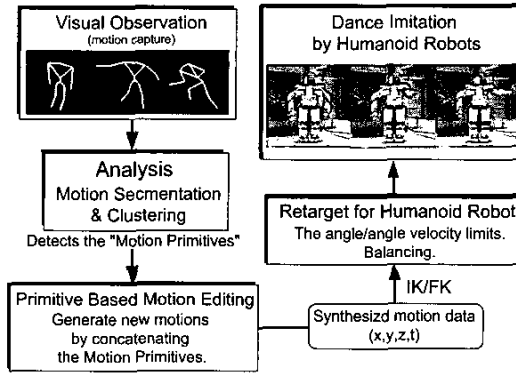 Visual Observation
(motion capture)
Analysis
Motion Secmentation
& Clustering
Detects the "Motion Primitives"
Primitive Based Motion Editing
Generate new motions
by concatenating
the Motion Primitives.
Synthesizd motion data
(x,y,z,t)
IK/FK
Retarget for Humanoid Robot
The angle/angle velocity limits.
Balancing.
Dance Imitation
by Humanoid Robots